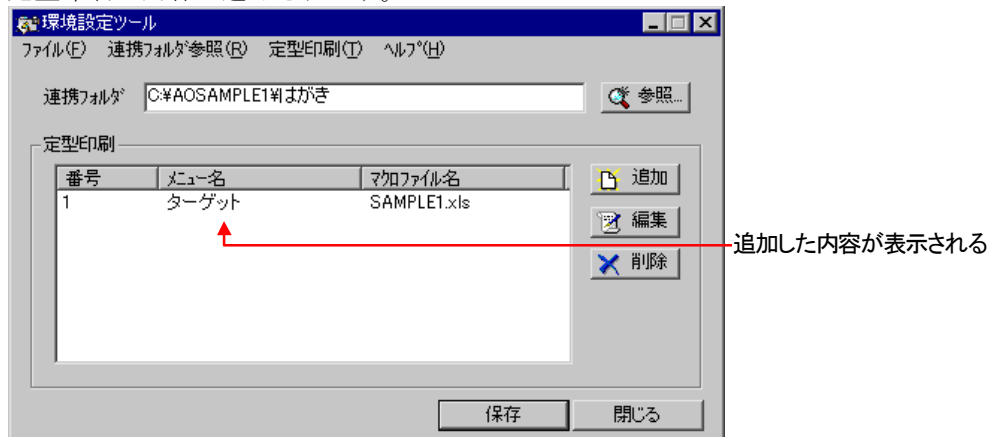 環境設定ツール
ファイル(F) 連携フォルダ参照(R) 定型印刷(T) ヘルプ(H)
連携フォルダ C:¥AOSAMPLE1¥はがき 参照...
定型印刷
番号 メニュー名 マクロファイル名
1 ターゲット SAMPLE1.xls
追加
編集
追加した内容が表示される
削除
保存 閉じる